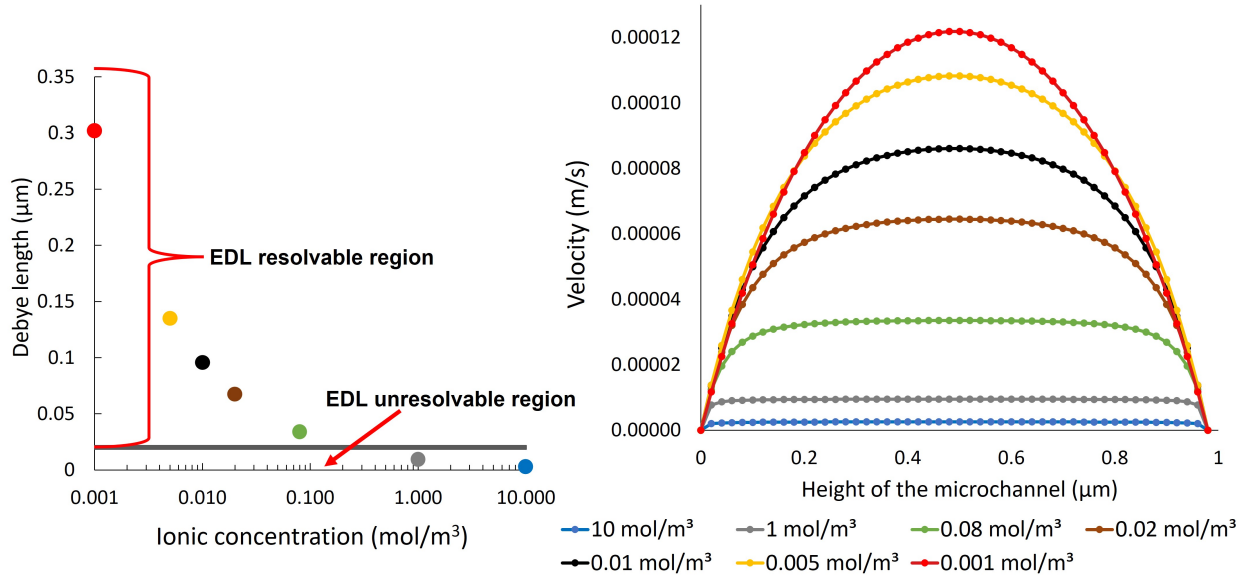 0.35
0.3
0.25
0.2
0.15
0.1
0.05
0
Debye length (µm)
EDL resolvable region
EDL unresolvable region
0.001 0.010 0.100 1.000 10.000
Ionic concentration (mol/m³)
0.00012
0.00010
0.00008
0.00006
0.00004
0.00002
0.00000
Velocity (m/s)
0 0.2 0.4 0.6 0.8 1
Height of the microchannel (µm)
10 mol/m³ 1 mol/m³ 0.08 mol/m³ 0.02 mol/m³
0.01 mol/m³ 0.005 mol/m³ 0.001 mol/m³